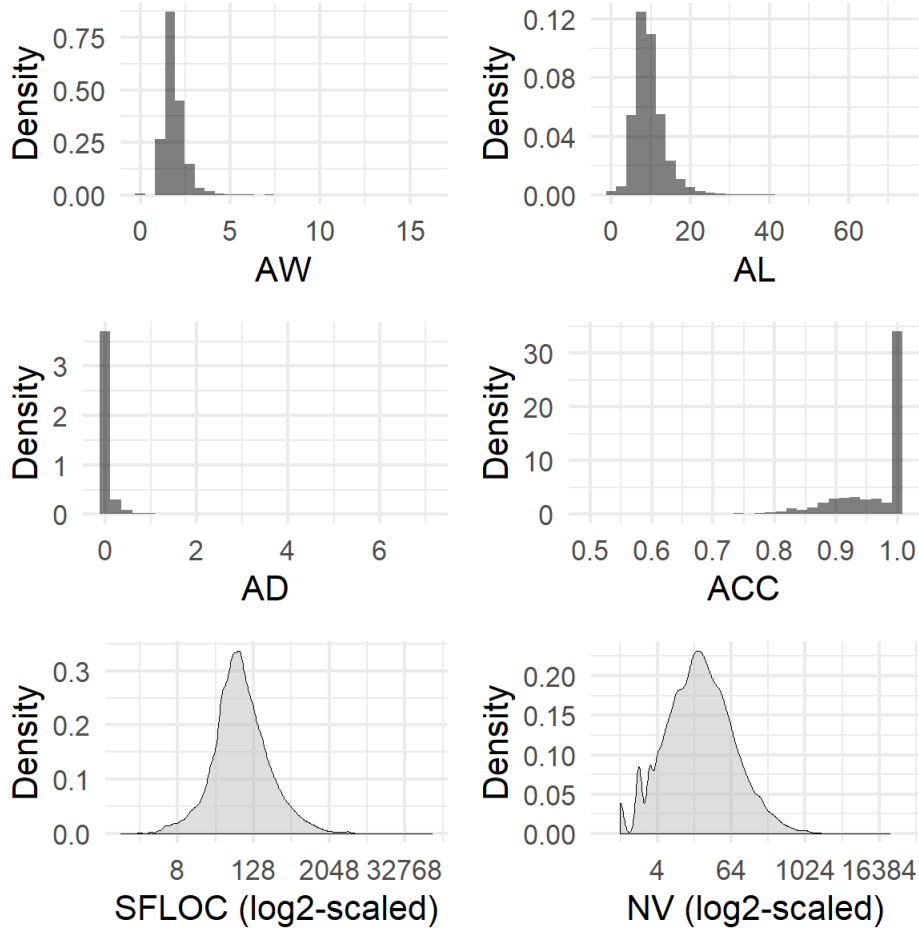 Density
0.75
0.50
0.25
0.00
0 5 10 15
AW
Density
0.12
0.08
0.04
0.00
0 20 40 60
AL
Density
3
2
1
0
0 2 4 6
AD
Density
30
20
10
0
0.5 0.6 0.7 0.8 0.9 1.0
ACC
Density
0.3
0.2
0.1
0.0
8 128 2048 32768
SFLOC (log2-scaled)
Density
0.20
0.15
0.10
0.05
0.00
4 64 1024 16384
NV (log2-scaled)